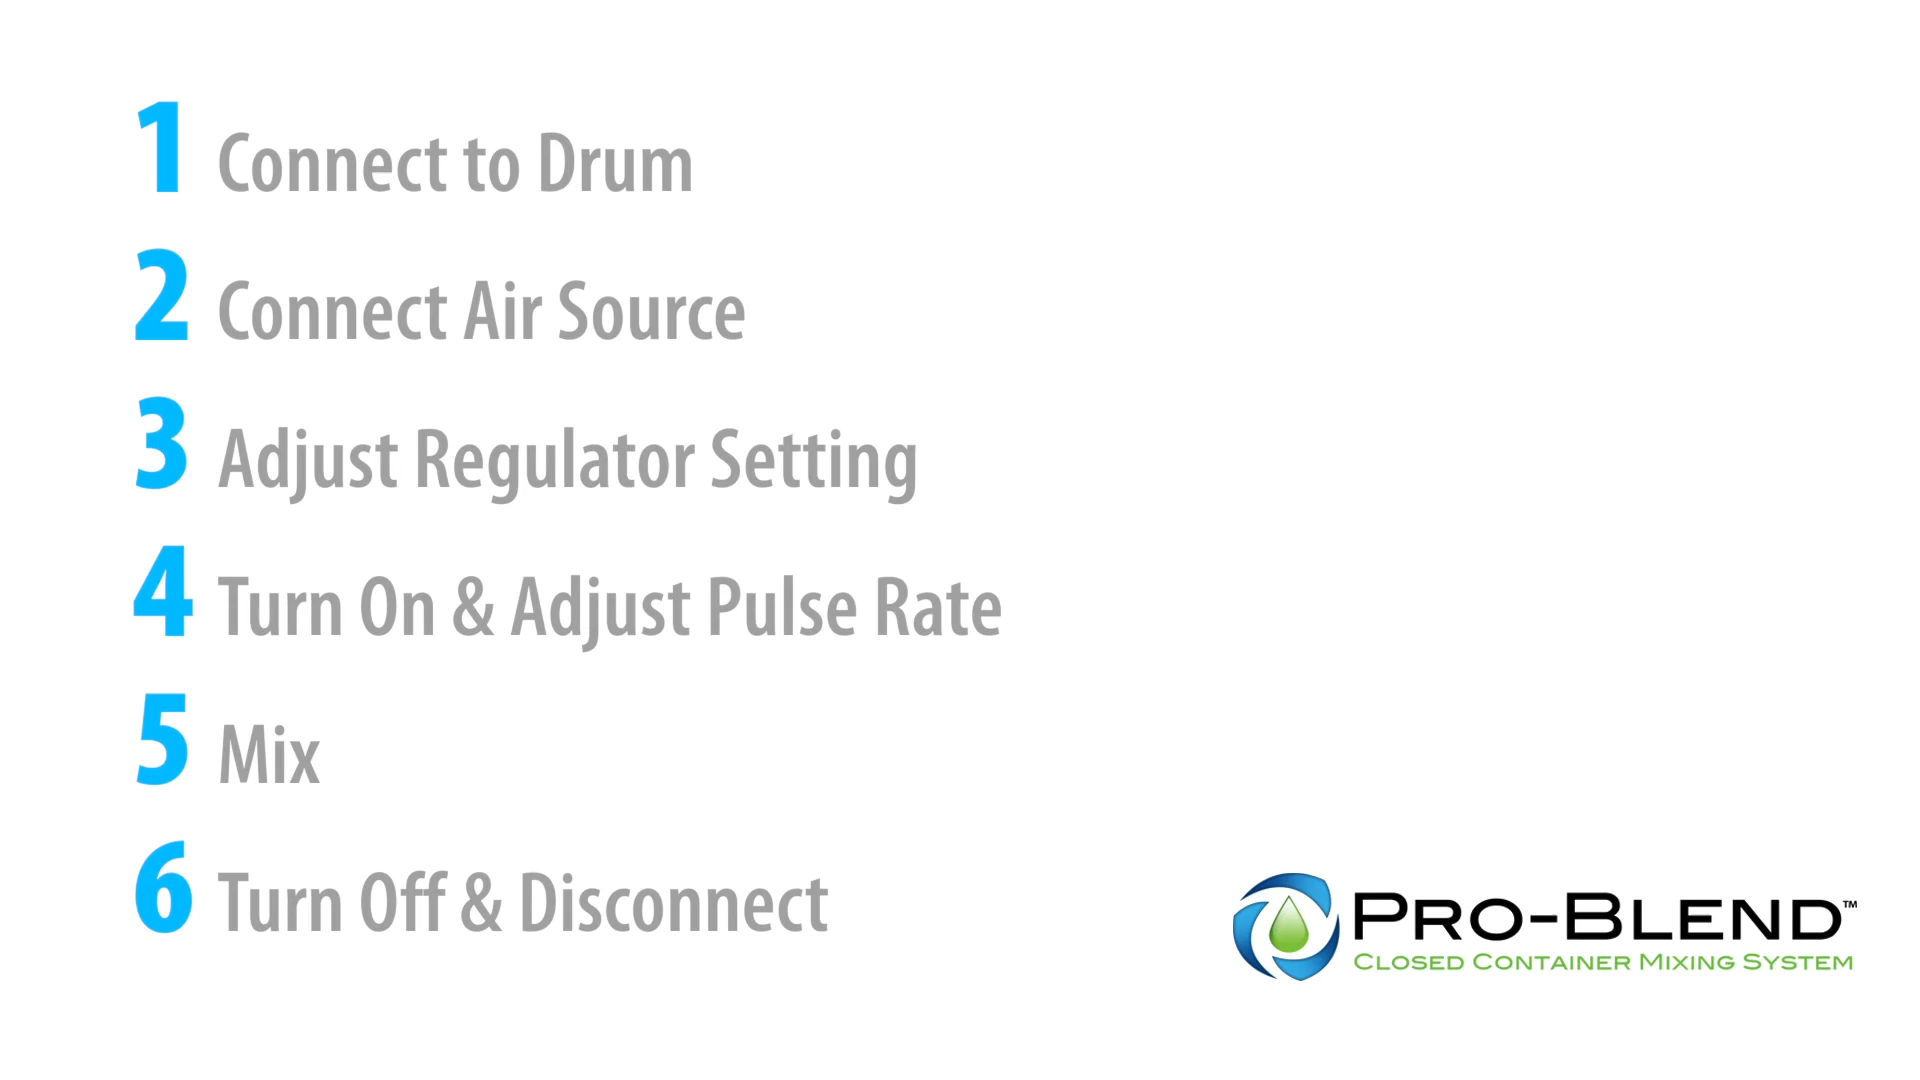 1 Connect to Drum
2 Connect Air Source
3 Adjust Regulator Setting
4 Turn On & Adjust Pulse Rate
5 Mix
6 Turn Off & Disconnect
PRO-BLEND™
CLOSED CONTAINER MIXING SYSTEM